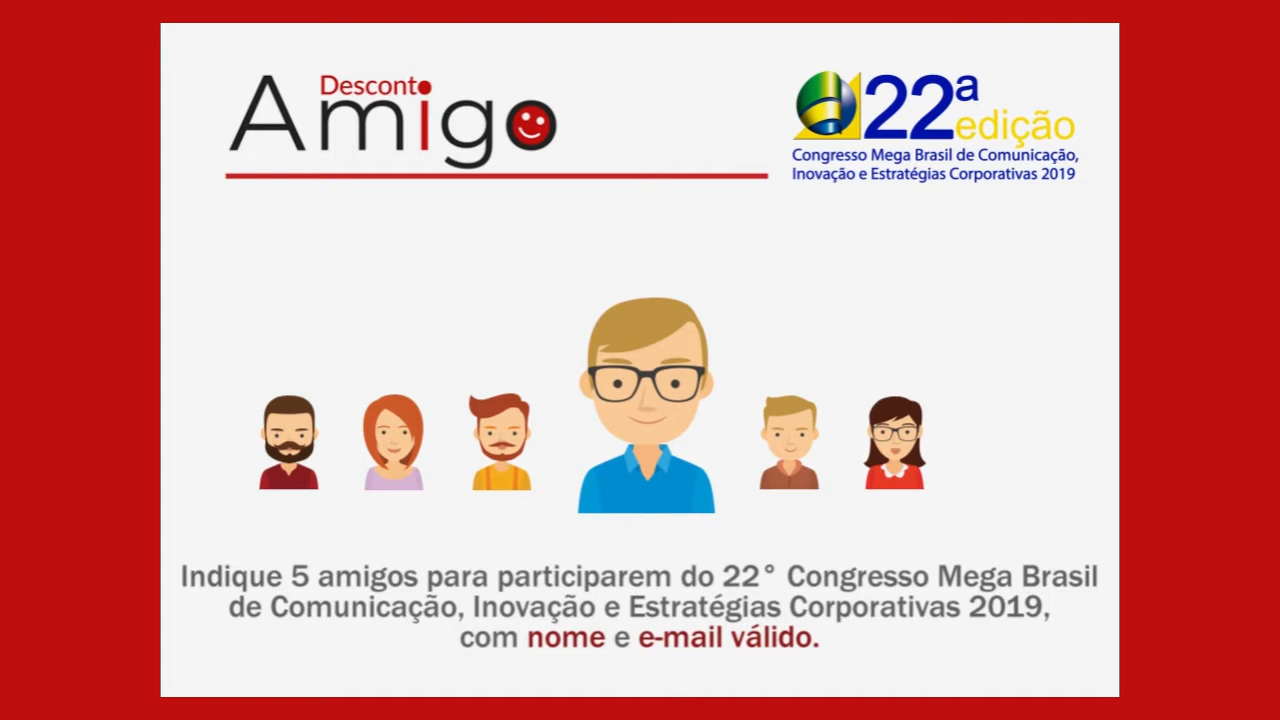 Desconto
Amigo
22ª
edição
Congresso Mega Brasil de Comunicação,
Inovação e Estratégias Corporativas 2019
Indique 5 amigos para participarem do 22° Congresso Mega Brasil
de Comunicação, Inovação e Estratégias Corporativas 2019,
com nome e e-mail válido.